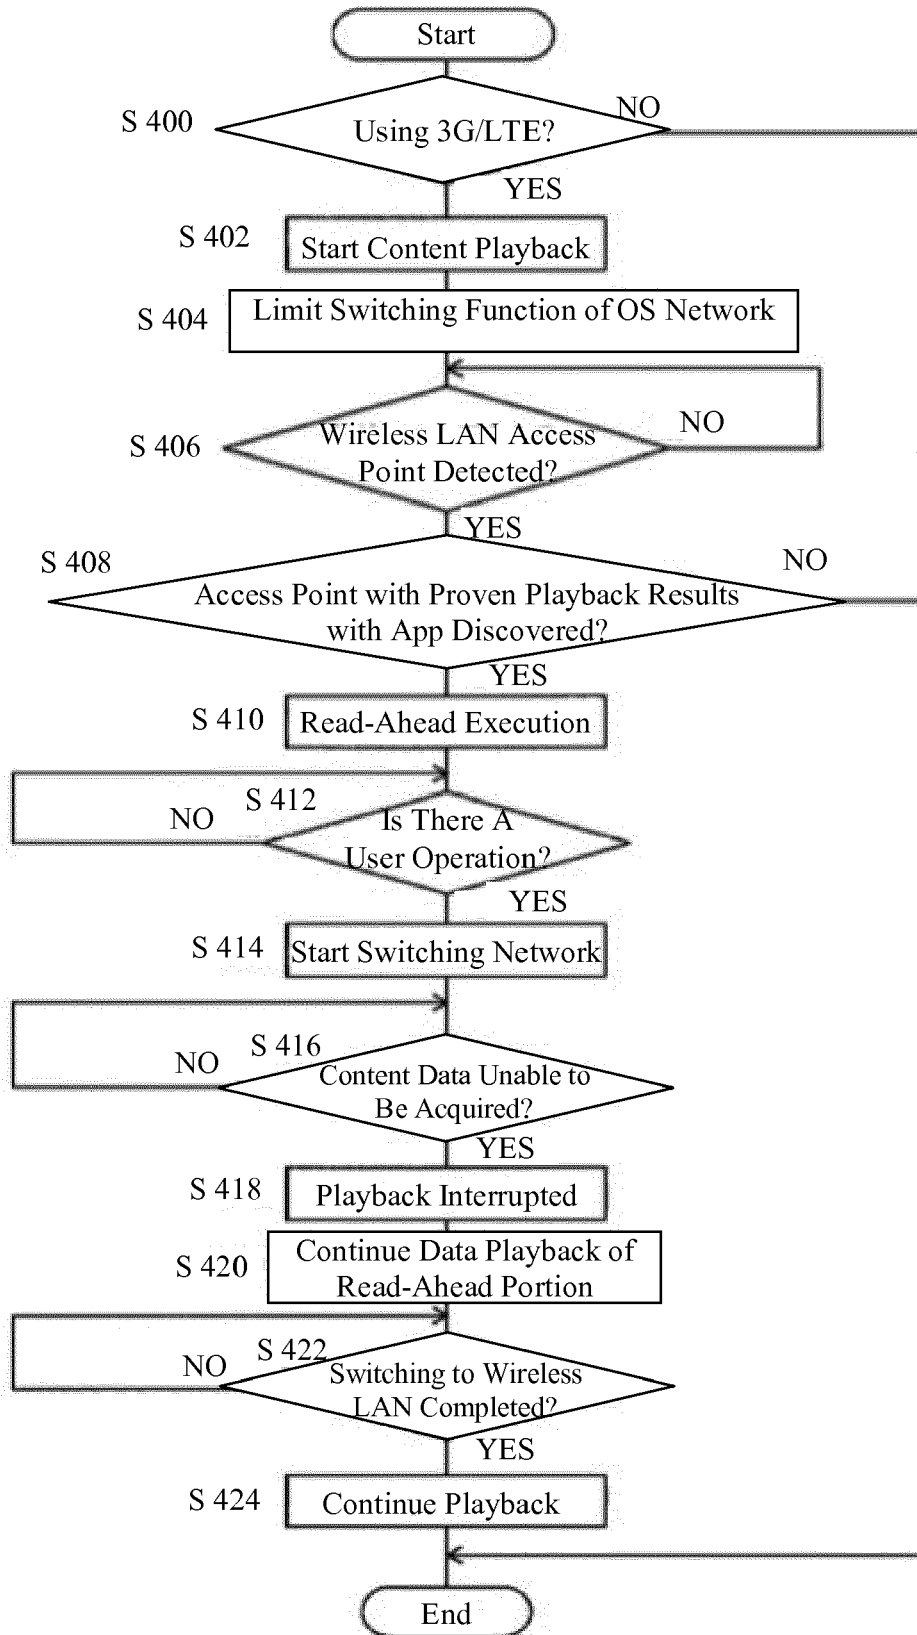 Start
S 400
Using 3G/LTE?
NO
YES
S 402
Start Content Playback
S 404
Limit Switching Function of OS Network
S 406
Wireless LAN Access
Point Detected?
NO
YES
S 408
Access Point with Proven Playback Results
with App Discovered?
NO
YES
S 410
Read-Ahead Execution
S 412
NO
Is There A
User Operation?
YES
S 414
Start Switching Network
S 416
NO
Content Data Unable to
Be Acquired?
YES
S 418
Playback Interrupted
S 420
Continue Data Playback of
Read-Ahead Portion
S 422
NO
Switching to Wireless
LAN Completed?
YES
S 424
Continue Playback
End